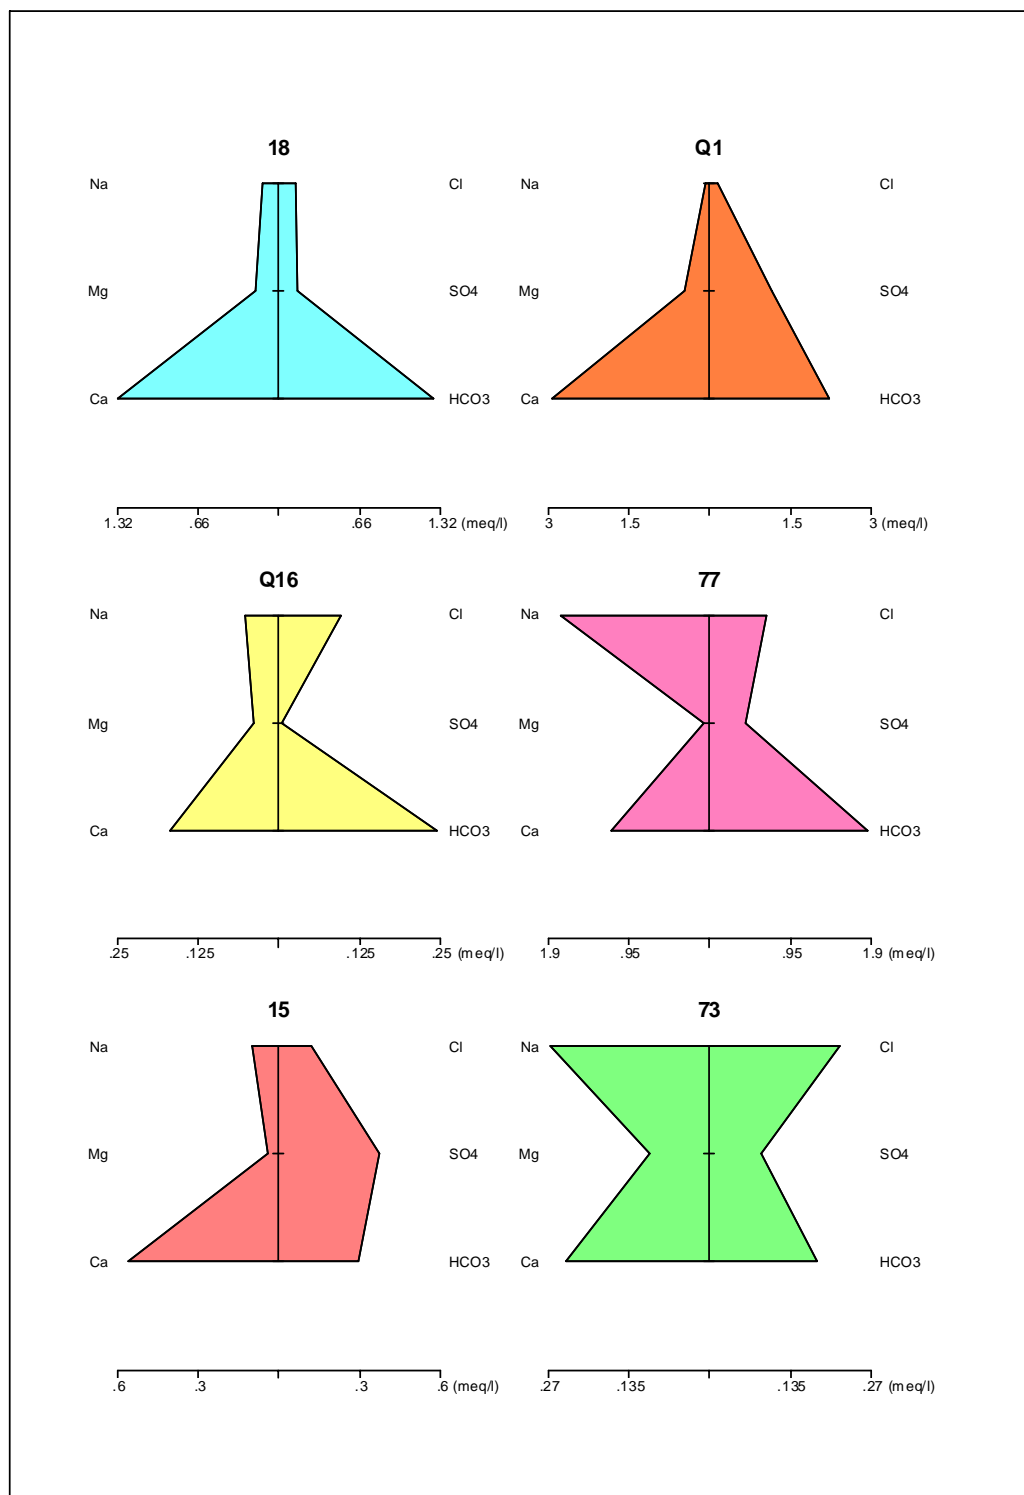 18 Q1
Na Cl Na Cl
Mg SO4 Mg SO4
Ca HCO3 Ca HCO3
1.32 .66 .66 1.32 (meq/l) 3 1.5 1.5 3 (meq/l)
Q16 77
Na Cl Na Cl
Mg SO4 Mg SO4
Ca HCO3 Ca HCO3
.25 .125 .125 .25 (meq/l) 1.9 .95 .95 1.9 (meq/l)
15 73
Na Cl Na Cl
Mg SO4 Mg SO4
Ca HCO3 Ca HCO3
.6 .3 .3 .6 (meq/l) .27 .135 .135 .27 (meq/l)